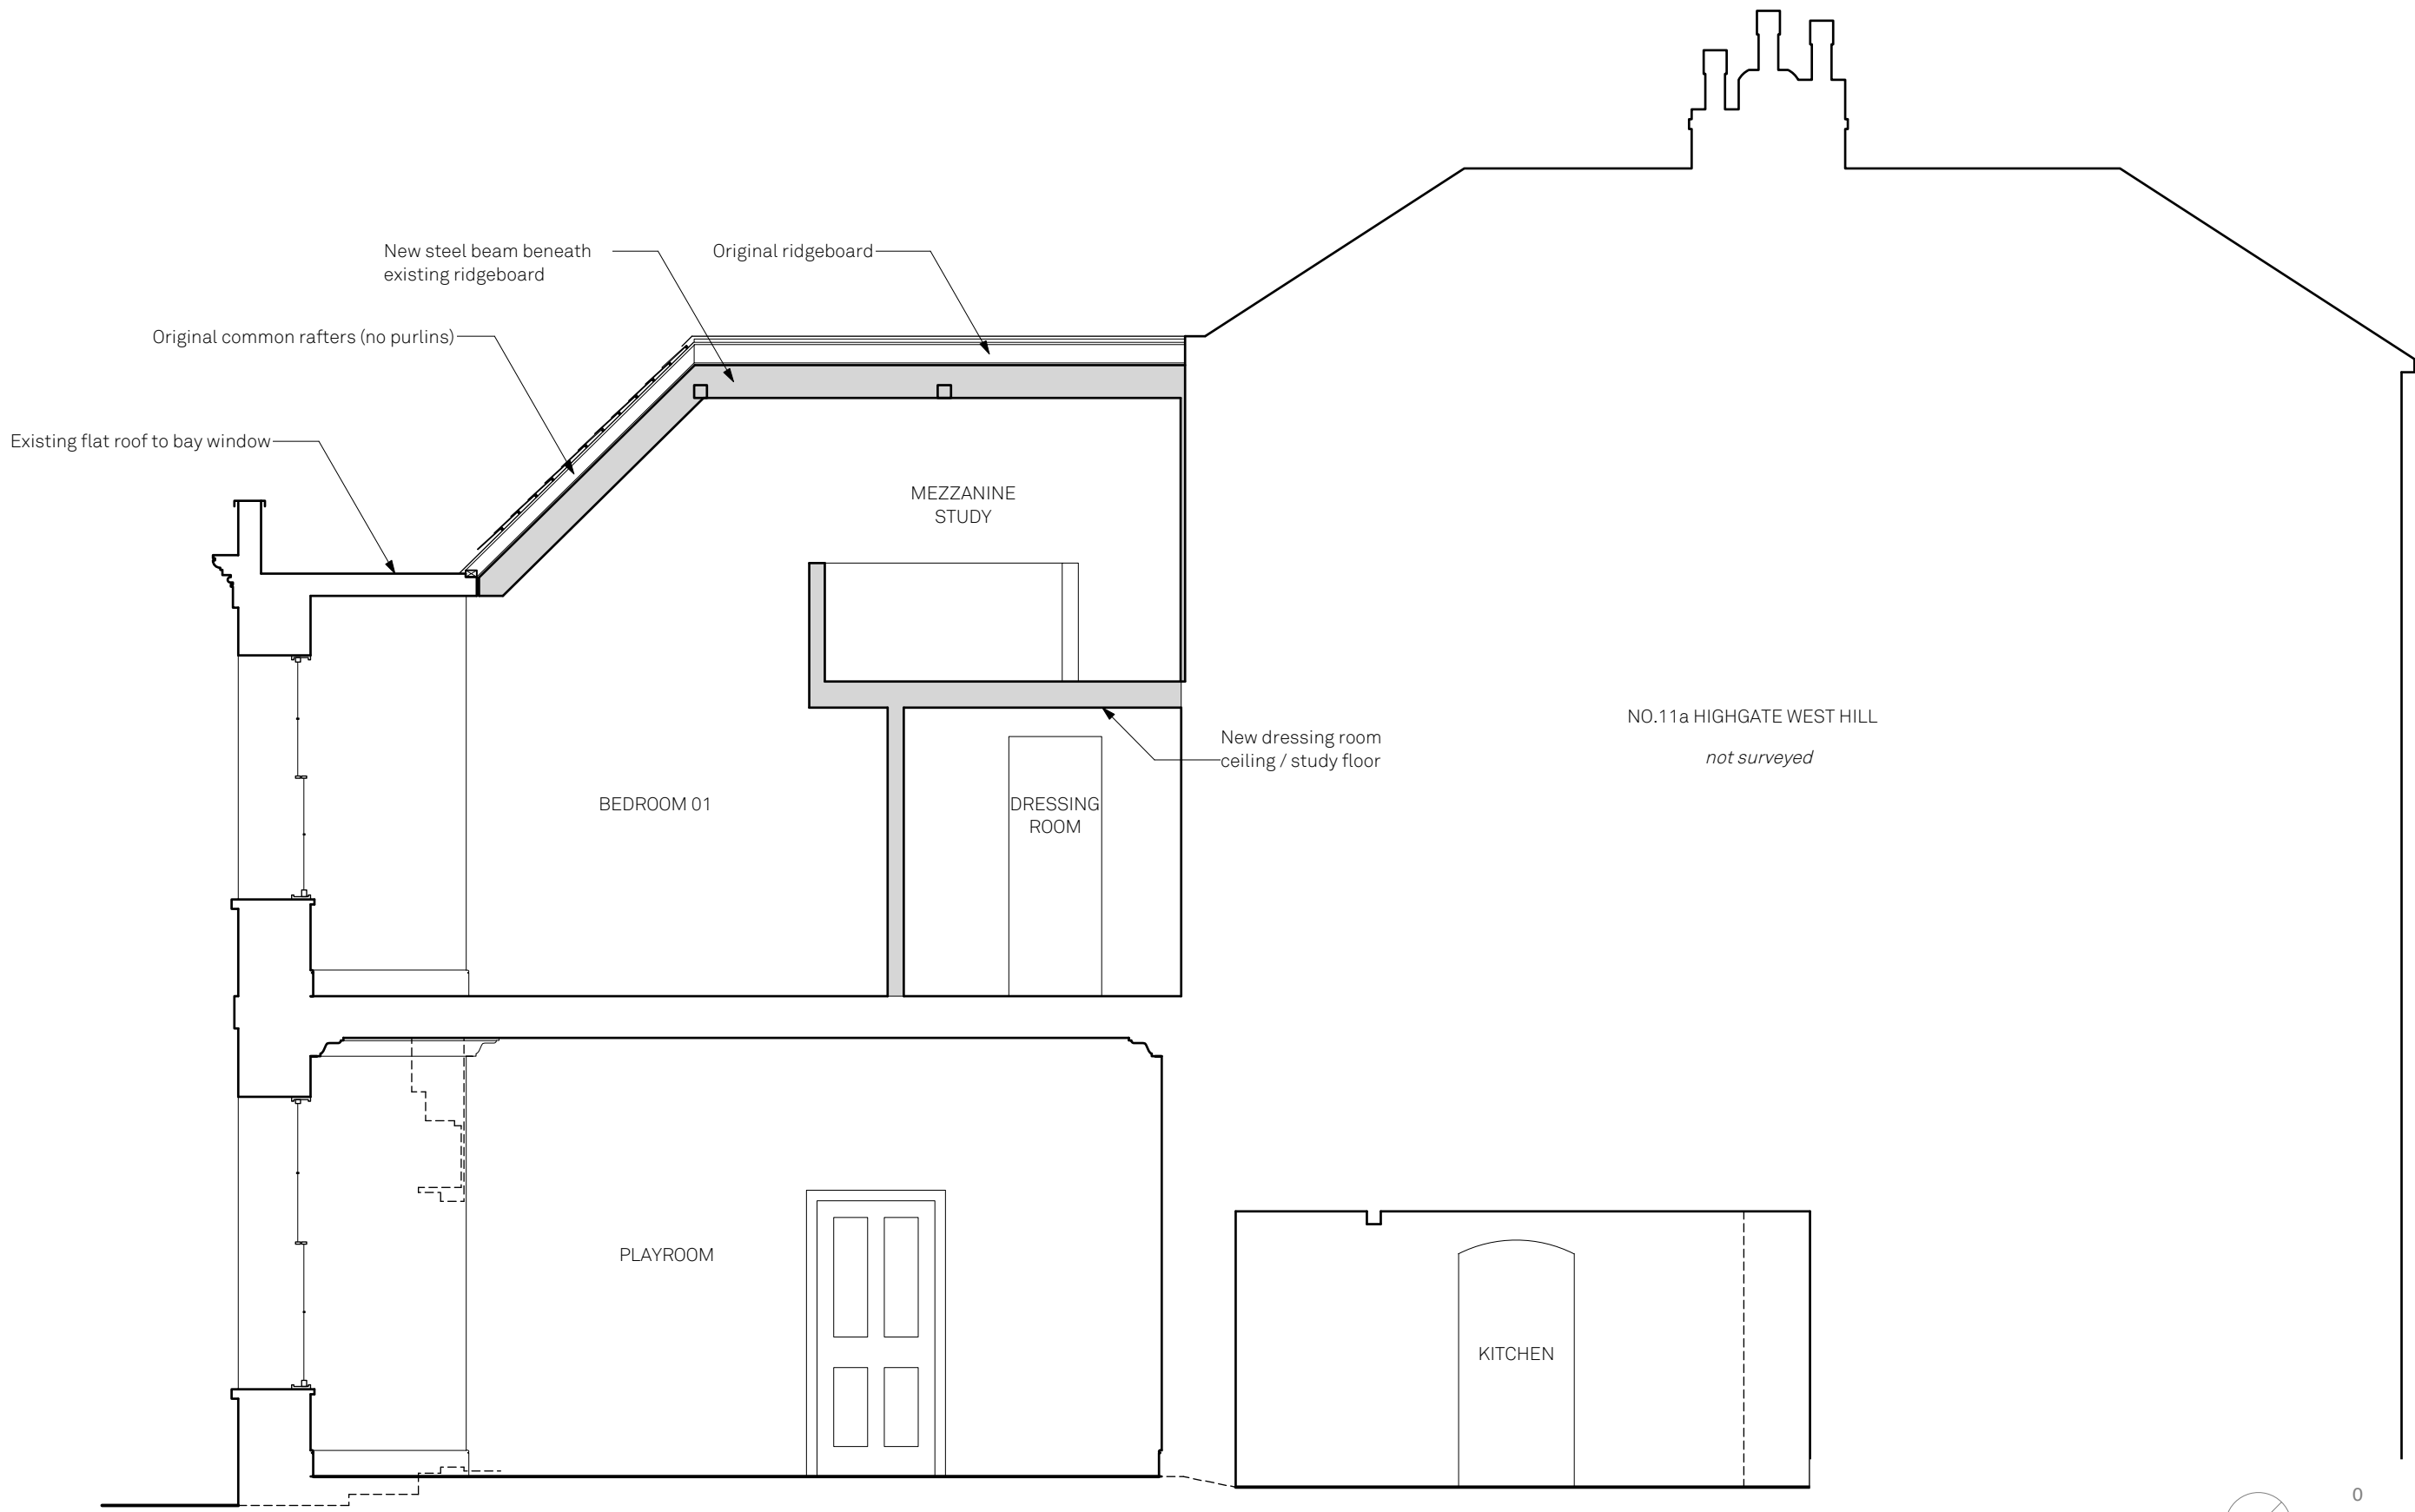 New steel beam beneath
existing ridgeboard
Original ridgeboard
Original common rafters (no purlins)
Existing flat roof to bay window
MEZZANINE
STUDY
NO.11a HIGHGATE WEST HILL
not surveyed
New dressing room
ceiling / study floor
BEDROOM 01
DRESSING
ROOM
PLAYROOM
KITCHEN
0